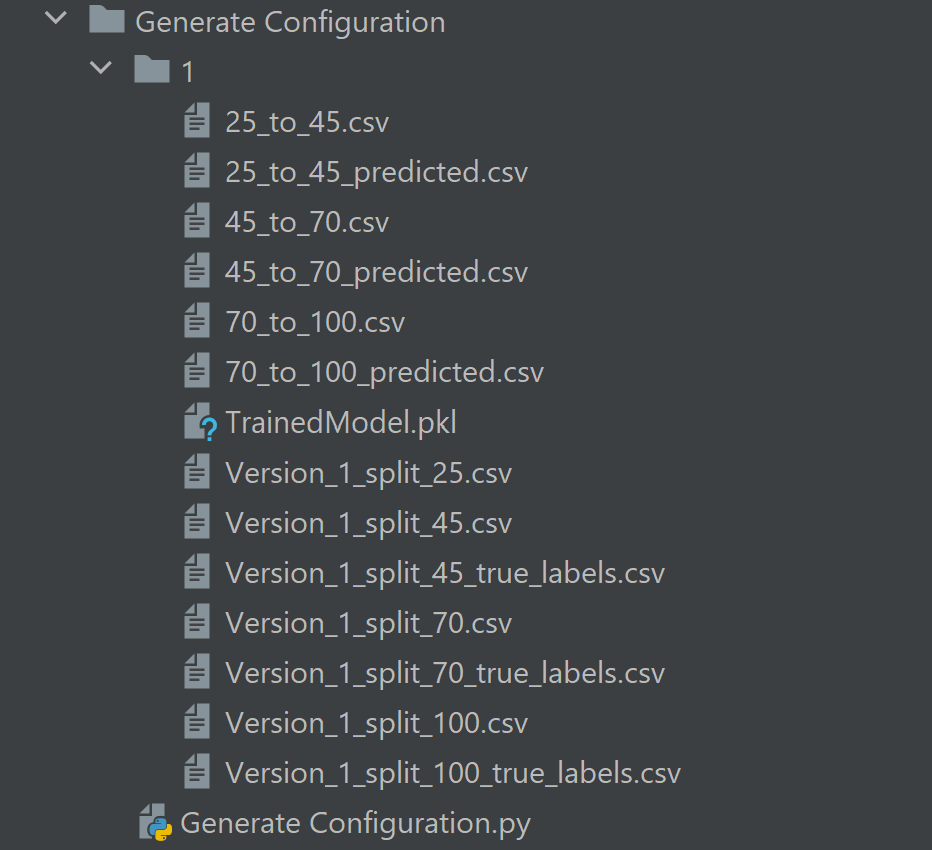 Generate Configuration
1
25_to_45.csv
25_to_45_predicted.csv
45_to_70.csv
45_to_70_predicted.csv
70_to_100.csv
70_to_100_predicted.csv
TrainedModel.pkl
Version_1_split_25.csv
Version_1_split_45.csv
Version_1_split_45_true_labels.csv
Version_1_split_70.csv
Version_1_split_70_true_labels.csv
Version_1_split_100.csv
Version_1_split_100_true_labels.csv
Generate Configuration.py